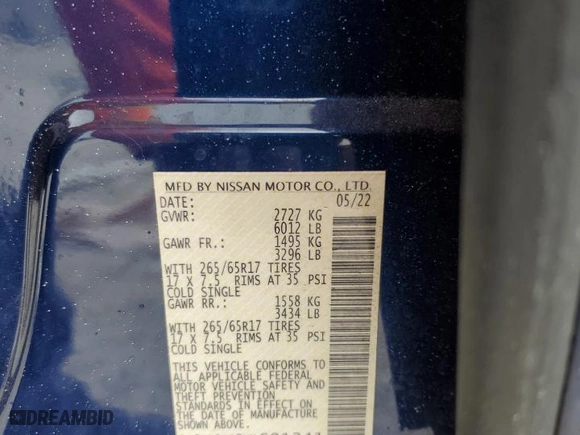 MFD BY NISSAN MOTOR CO., LTD.
DATE: 05/22
GVWR: 2727 KG
6012 LB
GAWR FR.: 1495 KG
3296 LB
WITH 265/65R17 TIRES
17 X 7.5 RIMS AT 35 PSI
COLD SINGLE
GAWR RR.: 1558 KG
3434 LB
WITH 265/65R17 TIRES
17 X 7.5 RIMS AT 35 PSI
COLD SINGLE
THIS VEHICLE CONFORMS TO
ALL APPLICABLE FEDERAL
MOTOR VEHICLE SAFETY AND
THEFT PREVENTION
STANDARDS IN EFFECT ON
THE DATE OF MANUFACTURE
SHOWN ABOVE.
DREAMBID